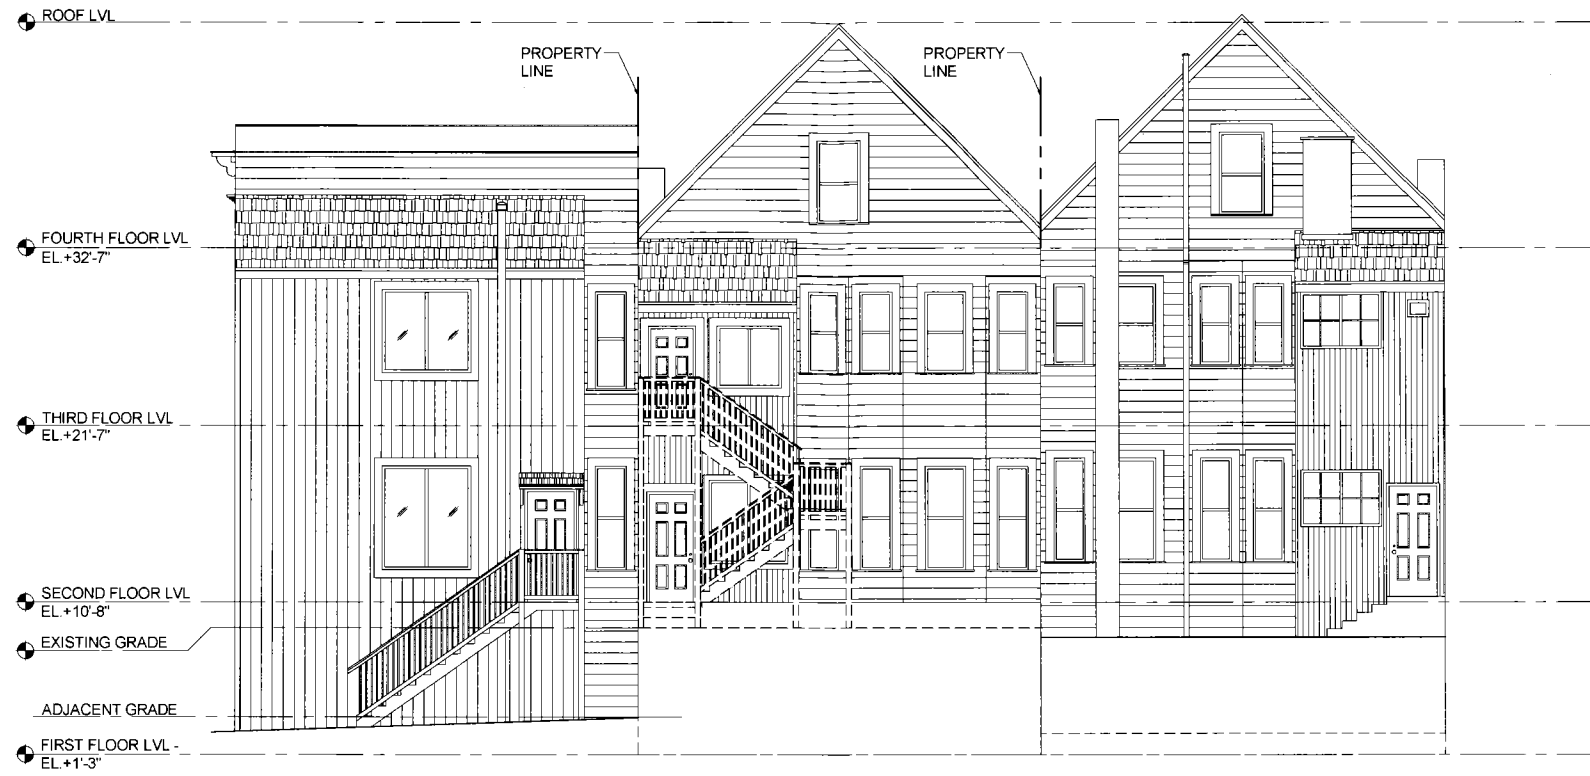 ROOF LVL
PROPERTY
LINE
PROPERTY
LINE
FOURTH FLOOR LVL
EL.+32'-7"
THIRD FLOOR LVL
EL.+21'-7"
SECOND FLOOR LVL
EL.+10'-8"
EXISTING GRADE
ADJACENT GRADE
FIRST FLOOR LVL -
EL.+1'-3"